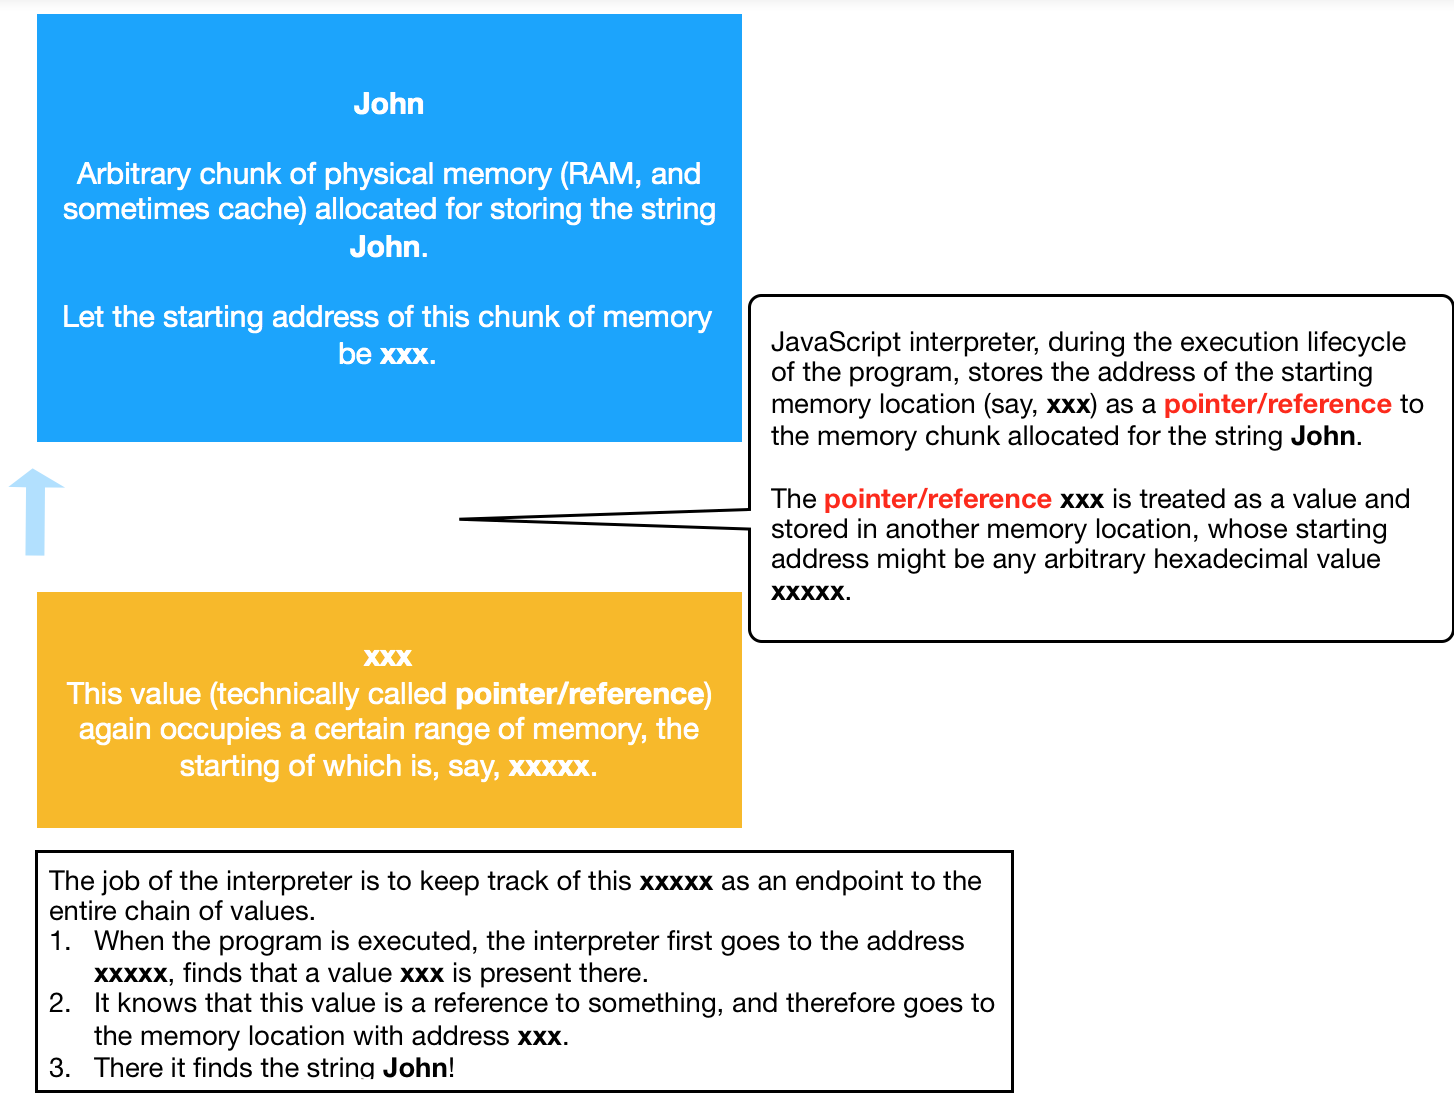 John
Arbitrary chunk of physical memory (RAM, and
sometimes cache) allocated for storing the string
John.
Let the starting address of this chunk of memory
be xxx.
JavaScript interpreter, during the execution lifecycle
of the program, stores the address of the starting
memory location (say, xxx) as a pointer/reference to
the memory chunk allocated for the string John.
The pointer/reference xxx is treated as a value and
stored in another memory location, whose starting
address might be any arbitrary hexadecimal value
xxxxx.
xxx
This value (technically called pointer/reference)
again occupies a certain range of memory, the
starting of which is, say, xxxxx.
The job of the interpreter is to keep track of this xxxxx as an endpoint to the
entire chain of values.
1. When the program is executed, the interpreter first goes to the address
xxxxx, finds that a value xxx is present there.
2. It knows that this value is a reference to something, and therefore goes to
the memory location with address xxx.
3. There it finds the string John!